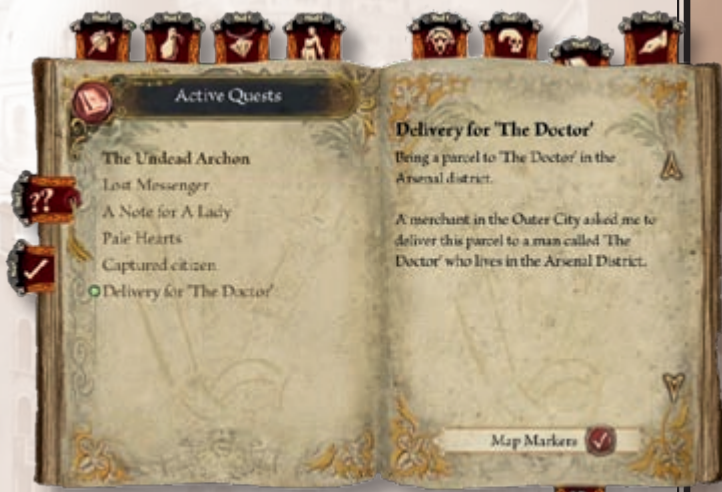 Active Quests
The Undead Archon
Lost Messenger
A Note for A Lady
Pale Hearts
Captured citizen
Delivery for 'The Doctor'
Delivery for 'The Doctor'
Bring a parcel to 'The Doctor' in the
Arsenal district.
A merchant in the Outer City asked me to
deliver this parcel to a man called 'The
Doctor' who lives in the Arsenal District.
??
Map Markers